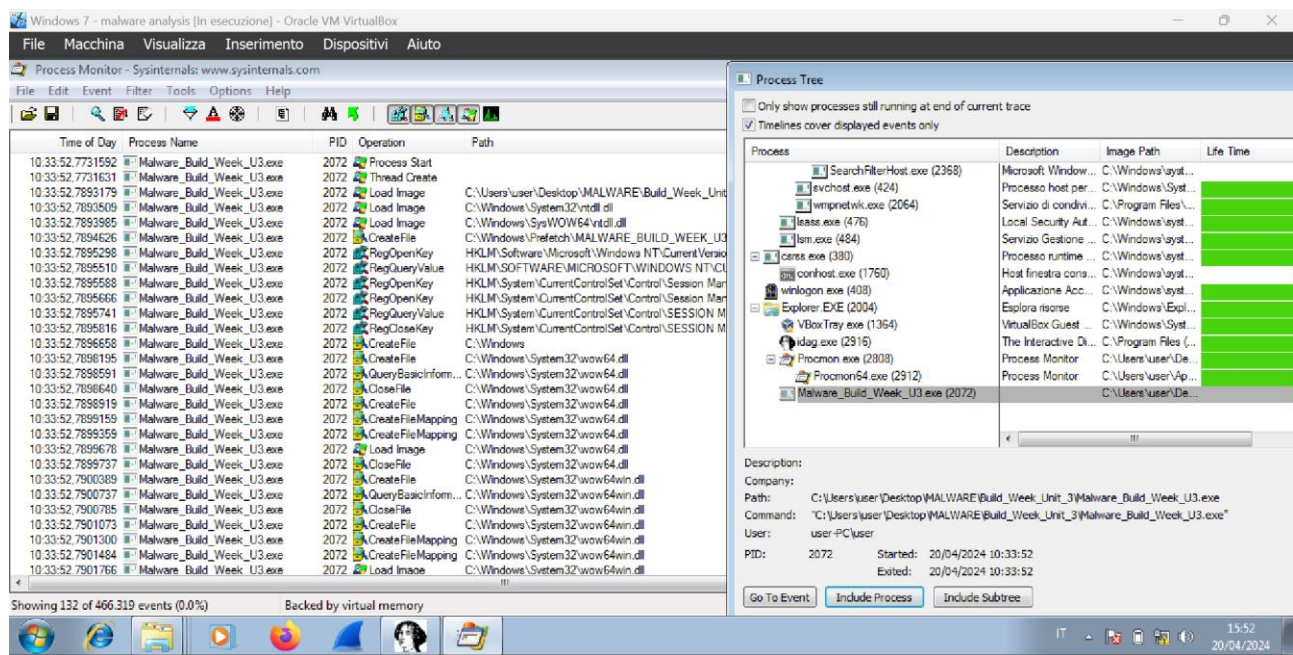 Windows 7 - malware analysis [In esecuzione] - Oracle VM VirtualBox
File Macchina Visualizza Inserimento Dispositivi Aiuto
Process Monitor - Sysinternals: www.sysinternals.com
File Edit Event Filter Tools Options Help
Time of Day Process Name PID Operation Path
10:33:52,7731592 Malware_Build_Week_U3.exe 2072 Process Start
10:33:52,7731631 Malware_Build_Week_U3.exe 2072 Thread Create
10:33:52,7893179 Malware_Build_Week_U3.exe 2072 Load Image C:\Users\user\Desktop\MALWARE\Build_Week_Unit
10:33:52,7893509 Malware_Build_Week_U3.exe 2072 Load Image C:\Windows\System32\ntdll.dll
10:33:52,7893985 Malware_Build_Week_U3.exe 2072 Load Image C:\Windows\SysWOW64\ntdll.dll
10:33:52,7894626 Malware_Build_Week_U3.exe 2072 CreateFile C:\Windows\Prefetch\MALWARE_BUILD_WEEK_U3
10:33:52,7895298 Malware_Build_Week_U3.exe 2072 RegOpenKey HKLM\Software\Microsoft\Windows NT\CurrentVersio
10:33:52,7895510 Malware_Build_Week_U3.exe 2072 RegQueryValue HKLM\SOFTWARE\MICROSOFT\WINDOWS NT\CU
10:33:52,7895588 Malware_Build_Week_U3.exe 2072 RegOpenKey HKLM\System\CurrentControlSet\Control\Session Man
10:33:52,7895666 Malware_Build_Week_U3.exe 2072 RegOpenKey HKLM\System\CurrentControlSet\Control\Session Man
10:33:52,7895741 Malware_Build_Week_U3.exe 2072 RegQueryValue HKLM\System\CurrentControlSet\Control\SESSION M
10:33:52,7895816 Malware_Build_Week_U3.exe 2072 RegCloseKey HKLM\System\CurrentControlSet\Control\SESSION M
10:33:52,7896658 Malware_Build_Week_U3.exe 2072 CreateFile C:\Windows
10:33:52,7898195 Malware_Build_Week_U3.exe 2072 CreateFile C:\Windows\System32\wow64.dll
10:33:52,7898591 Malware_Build_Week_U3.exe 2072 QueryBasicInform... C:\Windows\System32\wow64.dll
10:33:52,7898640 Malware_Build_Week_U3.exe 2072 CloseFile C:\Windows\System32\wow64.dll
10:33:52,7898919 Malware_Build_Week_U3.exe 2072 CreateFile C:\Windows\System32\wow64.dll
10:33:52,7899159 Malware_Build_Week_U3.exe 2072 CreateFileMapping C:\Windows\System32\wow64.dll
10:33:52,7899359 Malware_Build_Week_U3.exe 2072 CreateFileMapping C:\Windows\System32\wow64.dll
10:33:52,7899678 Malware_Build_Week_U3.exe 2072 Load Image C:\Windows\System32\wow64.dll
10:33:52,7899737 Malware_Build_Week_U3.exe 2072 CloseFile C:\Windows\System32\wow64.dll
10:33:52,7900389 Malware_Build_Week_U3.exe 2072 CreateFile C:\Windows\System32\wow64win.dll
10:33:52,7900737 Malware_Build_Week_U3.exe 2072 QueryBasicInform... C:\Windows\System32\wow64win.dll
10:33:52,7900785 Malware_Build_Week_U3.exe 2072 CloseFile C:\Windows\System32\wow64win.dll
10:33:52,7901073 Malware_Build_Week_U3.exe 2072 CreateFile C:\Windows\System32\wow64win.dll
10:33:52,7901300 Malware_Build_Week_U3.exe 2072 CreateFileMapping C:\Windows\System32\wow64win.dll
10:33:52,7901484 Malware_Build_Week_U3.exe 2072 CreateFileMapping C:\Windows\System32\wow64win.dll
10:33:52,7901766 Malware_Build_Week_U3.exe 2072 Load Image C:\Windows\System32\wow64win.dll
Showing 132 of 466.319 events (0.0%) Backed by virtual memory
Process Tree
Only show processes still running at end of current trace
Timelines cover displayed events only
Process Description Image Path Life Time
SearchFilterHost.exe (2368) Microsoft Window... C:\Windows\syst...
svchost.exe (424) Processo host per... C:\Windows\Syst...
wmpnetwk.exe (2064) Servizio di condivi... C:\Program Files\...
lsass.exe (476) Local Security Aut... C:\Windows\syst...
lsm.exe (484) Servizio Gestione ... C:\Windows\syst...
csrss.exe (380) Processo runtime ... C:\Windows\syst...
conhost.exe (1760) Host finestra cons... C:\Windows\syst...
winlogon.exe (408) Applicazione Acc... C:\Windows\syst...
Explorer.EXE (2004) Esplora risorse C:\Windows\Expl...
VBoxTray.exe (1364) VirtualBox Guest ... C:\Windows\Syst...
idag.exe (2916) The Interactive Di... C:\Program Files (...
Procmon.exe (2808) Process Monitor C:\Users\user\De...
Procmon64.exe (2912) Process Monitor C:\Users\user\Ap...
Malware_Build_Week_U3.exe (2072) C:\Users\user\De...
Description:
Company:
Path: C:\Users\user\Desktop\MALWARE\Build_Week_Unit_3\Malware_Build_Week_U3.exe
Command: "C:\Users\user\Desktop\MALWARE\Build_Week_Unit_3\Malware_Build_Week_U3.exe"
User: user-PC\user
PID: 2072 Started: 20/04/2024 10:33:52
Exited: 20/04/2024 10:33:52
Go To Event Include Process Include Subtree
IT 15:52
20/04/2024